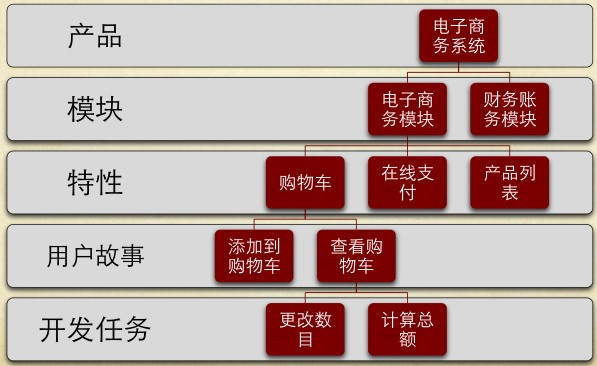 产品
电子商
务系统
模块
电子商
务模块
财务账
务模块
特性
购物车
在线支
付
产品列
表
用户故事
添加到
购物车
查看购
物车
开发任务
更改数
目
计算总
额